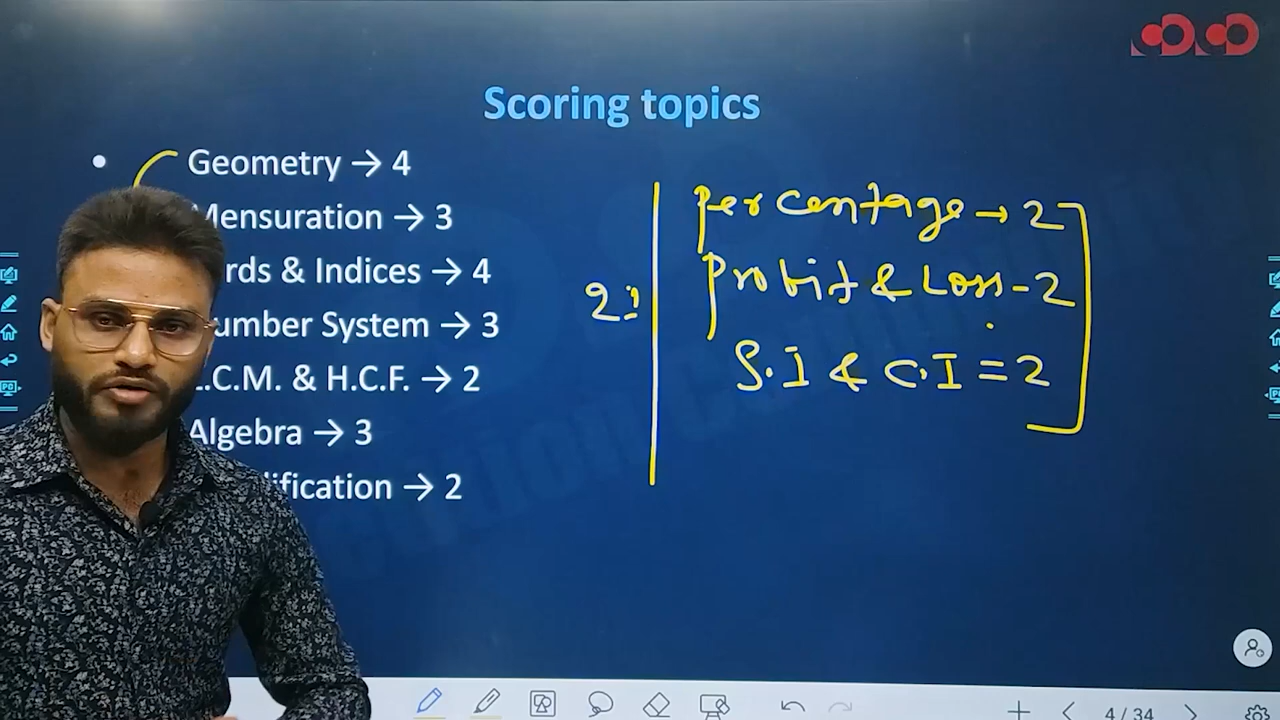 Scoring topics
• Geometry → 4
Mensuration → 3
rds & Indices → 4
umber System → 3
.C.M. & H.C.F. → 2
Algebra → 3
ification → 2
Percentage → 2
2:
Profit & Loss - 2
S.I & C.I = 2
4 / 34